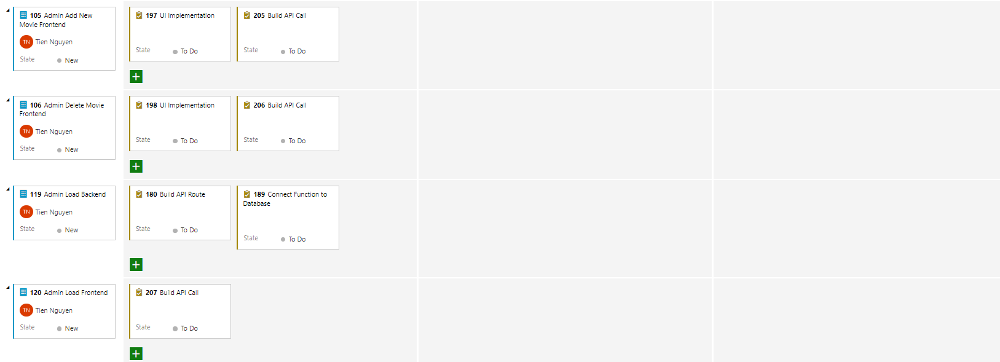 105 Admin Add New
Movie Frontend
TN Tien Nguyen
State New
197 UI Implementation
State To Do
205 Build API Call
State To Do
106 Admin Delete Movie
Frontend
TN Tien Nguyen
State New
198 UI Implementation
State To Do
206 Build API Call
State To Do
119 Admin Load Backend
TN Tien Nguyen
State New
180 Build API Route
State To Do
189 Connect Function to
Database
State To Do
120 Admin Load Frontend
TN Tien Nguyen
State New
207 Build API Call
State To Do